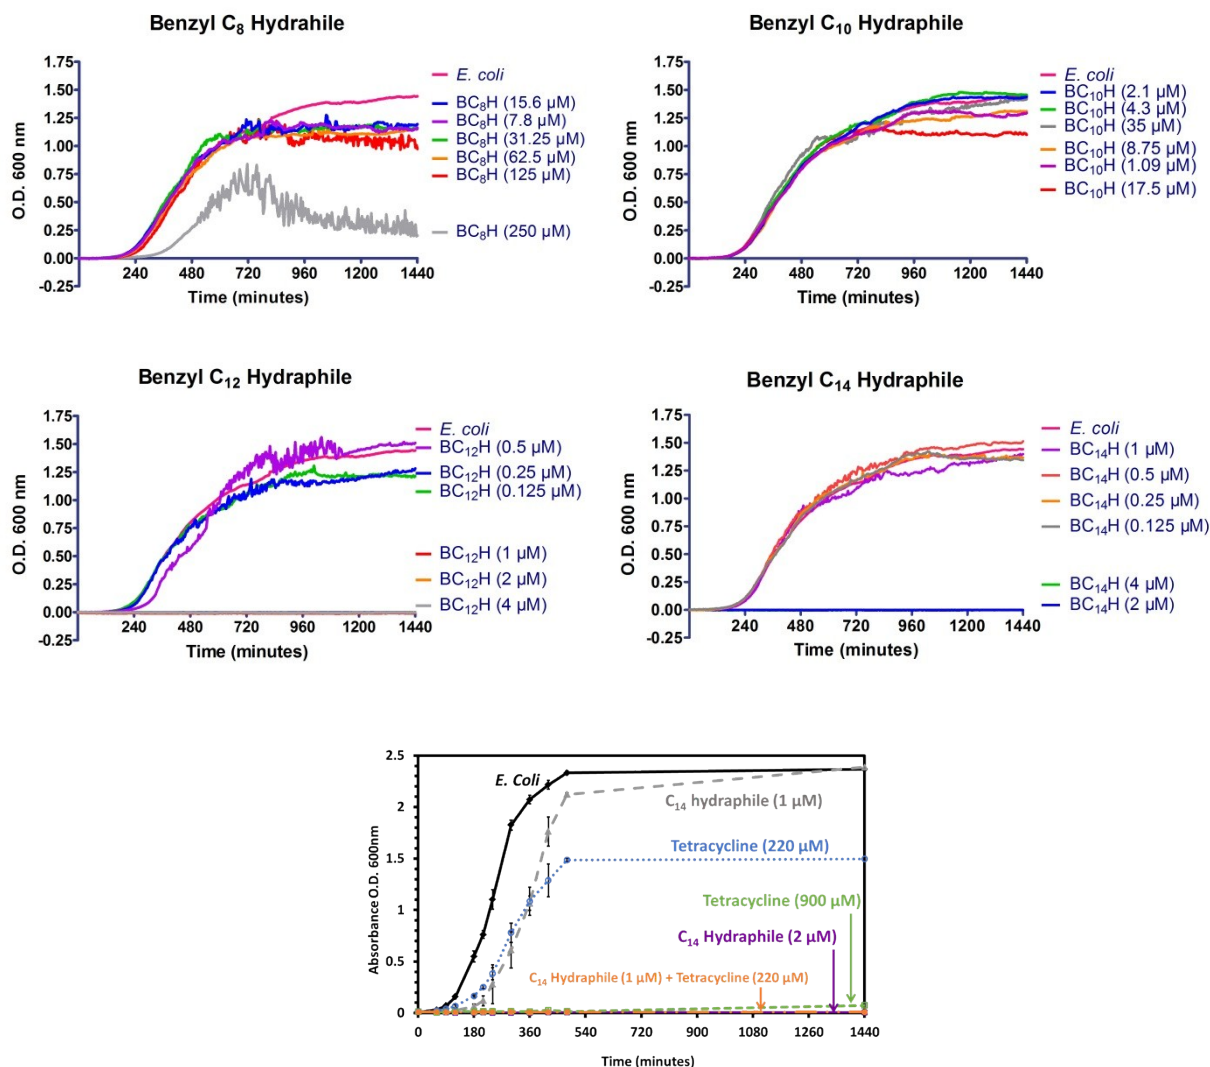 Benzyl C8 Hydrahile
1.75
1.50
1.25
1.00
0.75
0.50
0.25
0.00
-0.25
O.D. 600 nm
240 480 720 960 1200 1440
Time (minutes)
E. coli
BC8H (15.6 µM)
BC8H (7.8 µM)
BC8H (31.25 µM)
BC8H (62.5 µM)
BC8H (125 µM)
BC8H (250 µM)
Benzyl C10 Hydraphile
1.75
1.50
1.25
1.00
0.75
0.50
0.25
0.00
-0.25
O.D. 600 nm
240 480 720 960 1200 1440
Time (minutes)
E. coli
BC10H (2.1 µM)
BC10H (4.3 µM)
BC10H (35 µM)
BC10H (8.75 µM)
BC10H (1.09 µM)
BC10H (17.5 µM)
Benzyl C12 Hydraphile
1.75
1.50
1.25
1.00
0.75
0.50
0.25
0.00
-0.25
O.D. 600 nm
240 480 720 960 1200 1440
Time (minutes)
E. coli
BC12H (0.5 µM)
BC12H (0.25 µM)
BC12H (0.125 µM)
BC12H (1 µM)
BC12H (2 µM)
BC12H (4 µM)
Benzyl C14 Hydraphile
1.75
1.50
1.25
1.00
0.75
0.50
0.25
0.00
-0.25
O.D. 600 nm
240 480 720 960 1200 1440
Time (minutes)
E. coli
BC14H (1 µM)
BC14H (0.5 µM)
BC14H (0.25 µM)
BC14H (0.125 µM)
BC14H (4 µM)
BC14H (2 µM)
2.5
2
1.5
1
0.5
0
Absorbance O.D. 600nm
E. Coli
C14 hydraphile (1 µM)
Tetracycline (220 µM)
Tetracycline (900 µM)
C14 Hydraphile (2 µM)
C14 Hydraphile (1 µM) + Tetracycline (220 µM)
0 180 360 540 720 900 1080 1260 1440
Time (minutes)